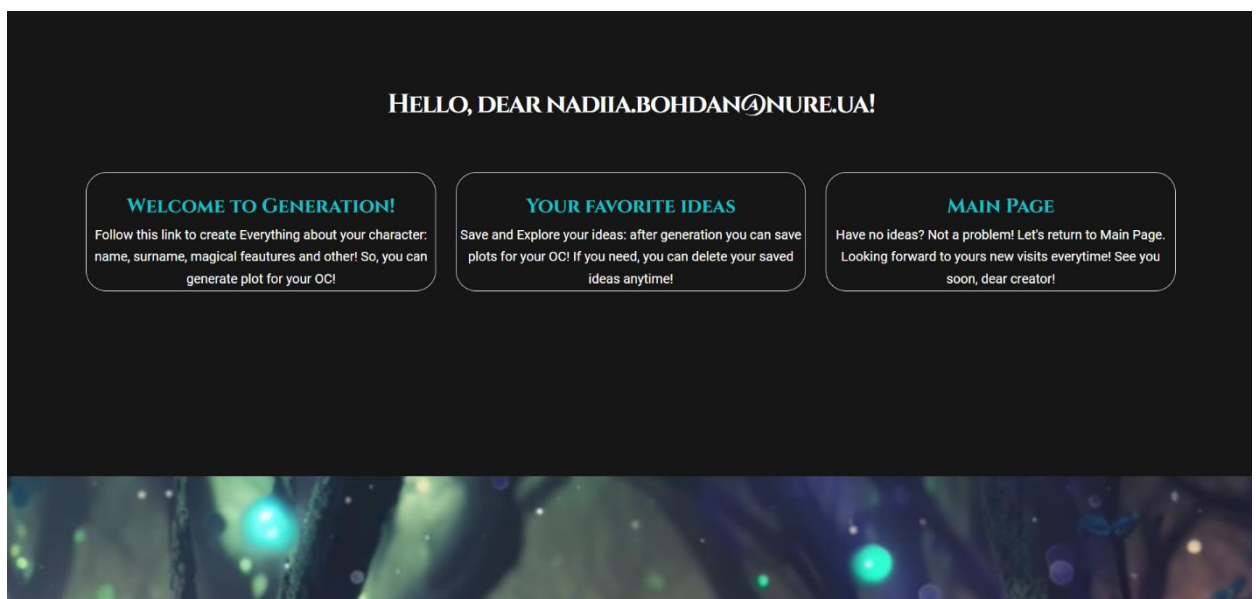 Hello, dear nadiia.bohdan@nure.ua!
Welcome to Generation!
Follow this link to create Everything about your character:
name, surname, magical feautures and other! So, you can
generate plot for your OC!
Your favorite ideas
Save and Explore your ideas: after generation you can save
plots for your OC! If you need, you can delete your saved
ideas anytime!
Main Page
Have no ideas? Not a problem! Let's return to Main Page.
Looking forward to yours new visits everytime! See you
soon, dear creator!